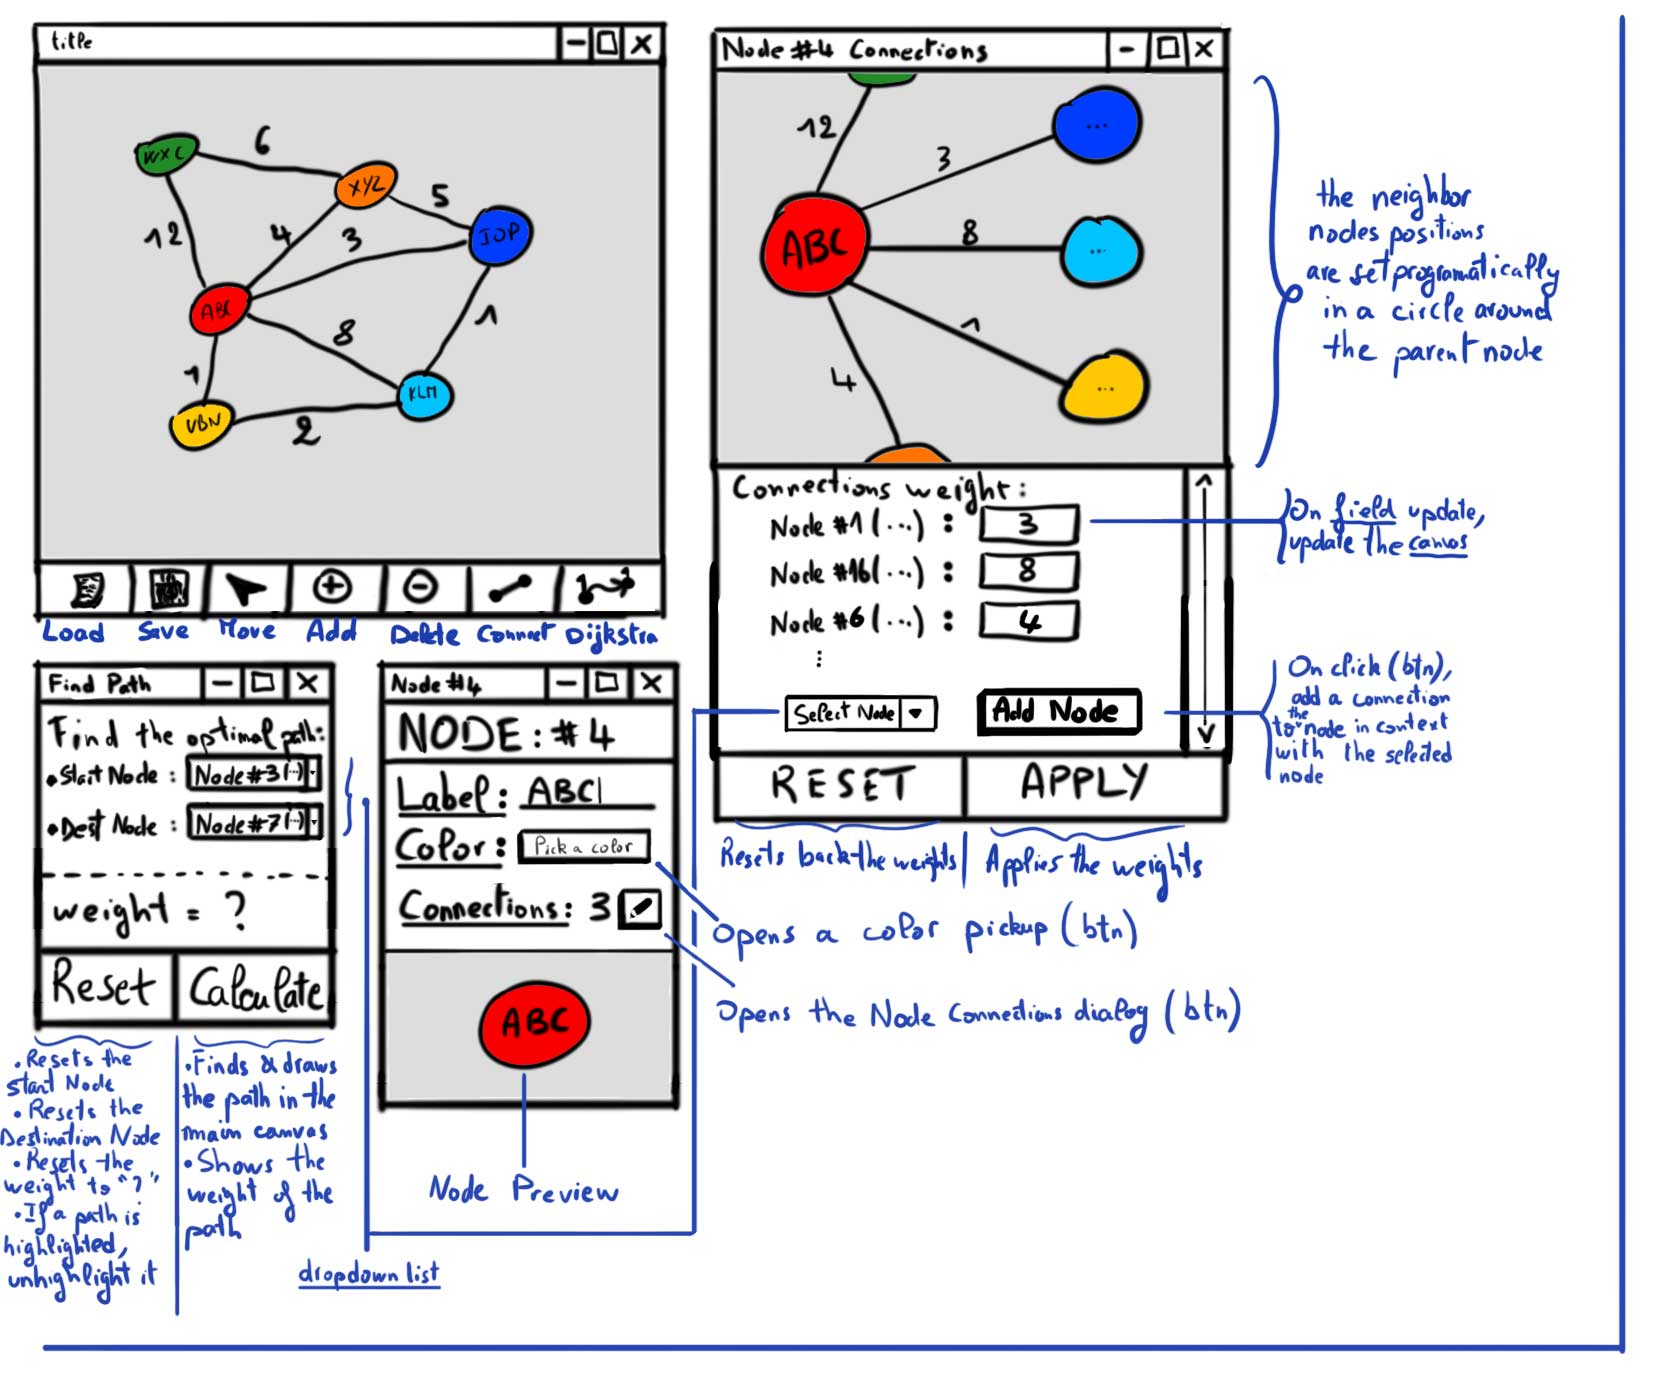 title
WXC
6
XYZ
5
IOP
12
4
3
ABC
8
1
1
VBN
2
KLM
Load
Save
Move
Add
Delete
Connect
Dijkstra
Node #4 Connections
12
3
...
ABC
8
...
1
4
...
Connections weight:
Node #1 (...) : 3
Node #16 (...) : 8
Node #6 (...) : 4
⋮
Select Node
Add Node
RESET
APPLY
Resets back the weights
Applies the weights
the neighbor
nodes positions
are set programatically
in a circle around
the parent node
On field update,
update the canvas
On click (btn),
add a connection
to the node in context
with the selected
node
Find Path
Find the optimal path:
• Start Node : Node#3(...)
• Dest Node : Node#7(...)
weight = ?
Reset
Calculate
• Resets the
start Node
• Resets the
Destination Node
• Resets the
weight to "?"
• If a path is
highlighted,
unhighlight it
• Finds & draws
the path in the
main canvas
• Shows the
weight of the
path
Node #4
NODE: #4
Label: ABC
Color: Pick a color
Connections: 3
ABC
Node Preview
Opens a color pickup (btn)
Opens the Node Connections dialog (btn)
dropdown list